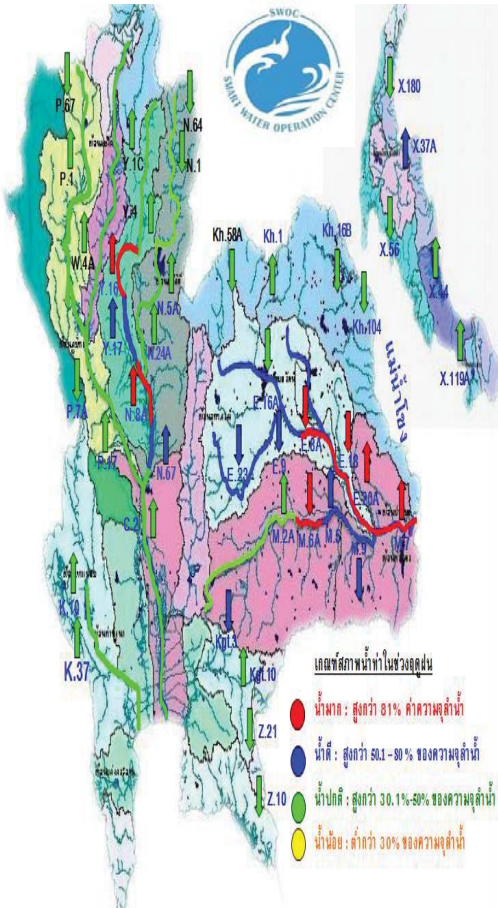 SWOC
SMART WATER OPERATION CENTER
P.67
N.64
X.180
P.1
Y.1C
N.1
X.37A
Y.4
W.4A
Kh.58A
Kh.1
Kh.16B
X.56
Y.16
X.44
N.5A
Kh.104
แม่น้ำโขง
Y.17
N.24A
X.119A
P.7A
N.8A
E.16A
E.8A
P.17
N.67
E.23
E.9
E.18
E.20A
C.2
M.2A
M.6A
M.5
M.9
M.7
K.10
K.37
Kgt.3
Kgt.10
Z.21
Z.10
เกณฑ์สภาพน้ำท่าในช่วงฤดูฝน
น้ำมาก : สูงกว่า 81% ค่าความจุลำน้ำ
น้ำดี : สูงกว่า 50.1 - 80 % ของความจุลำน้ำ
น้ำปกติ : สูงกว่า 30.1%-50% ของความจุลำน้ำ
น้ำน้อย : ต่ำกว่า 30% ของความจุลำน้ำ